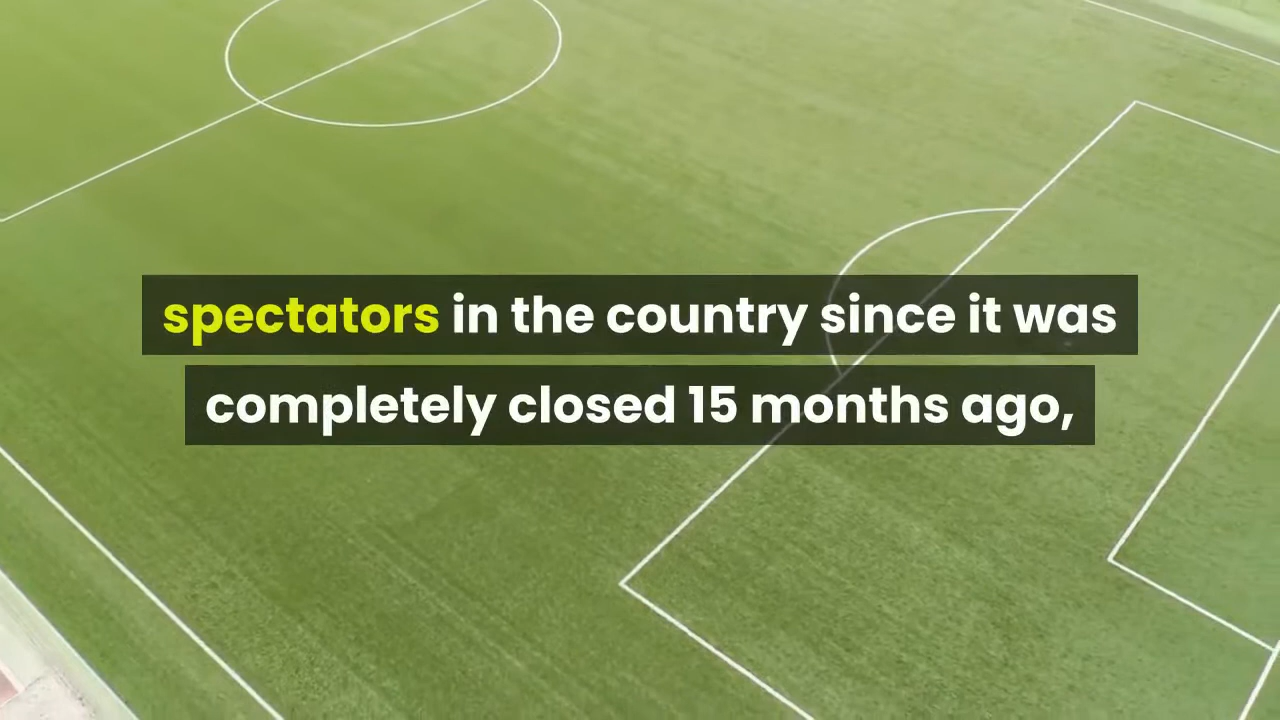 spectators in the country since it was
completely closed 15 months ago,